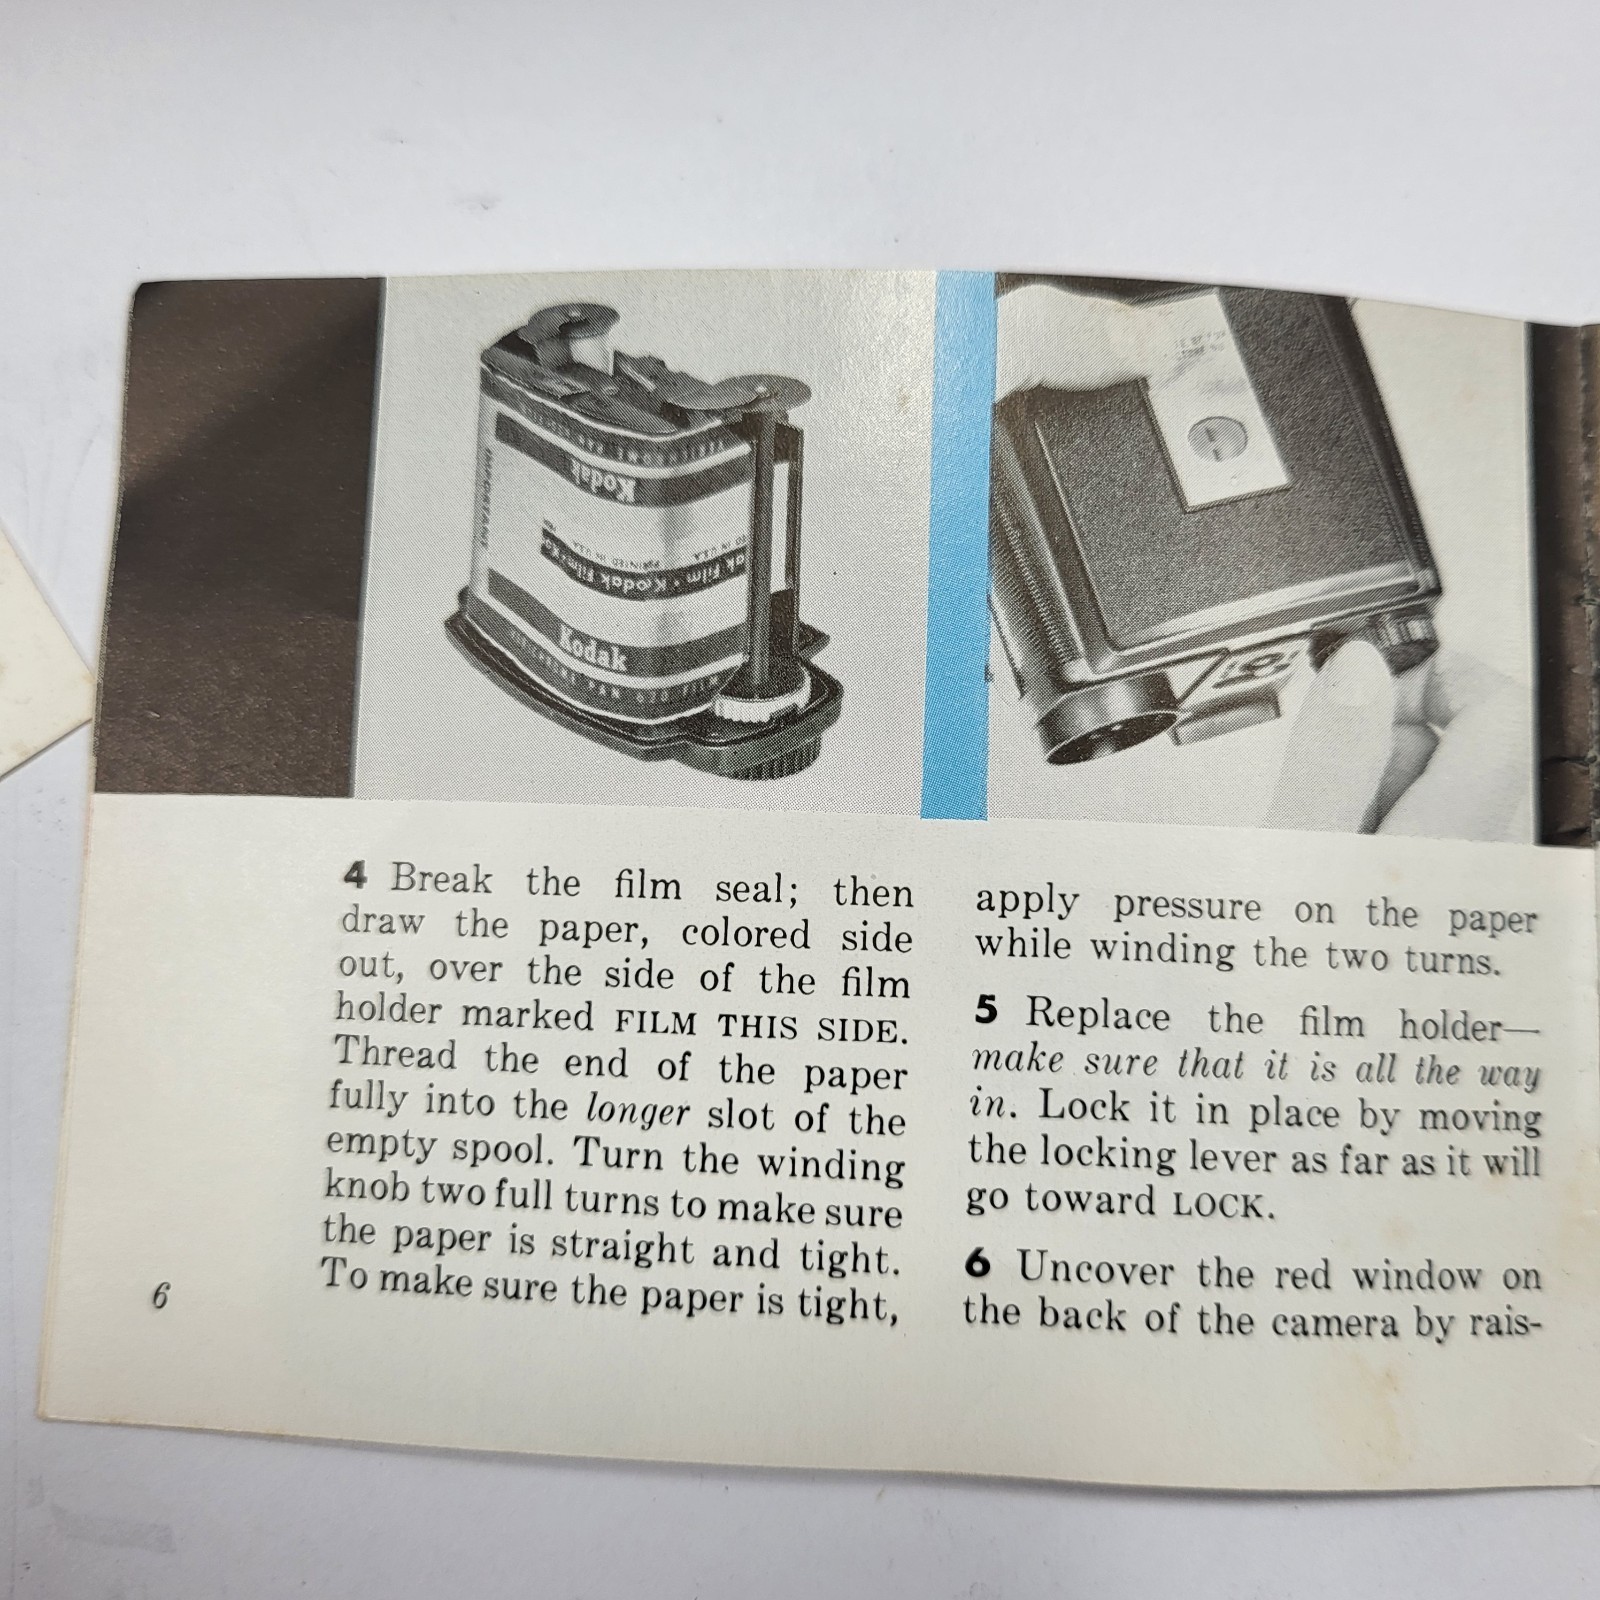 Kodak
PRINTED IN U.S.A.
Kodak Film • Kodak Film
Kodak
4 Break the film seal; then
draw the paper, colored side
out, over the side of the film
holder marked FILM THIS SIDE.
Thread the end of the paper
fully into the longer slot of the
empty spool. Turn the winding
knob two full turns to make sure
the paper is straight and tight.
To make sure the paper is tight,
apply pressure on the paper
while winding the two turns.
5 Replace the film holder—
make sure that it is all the way
in. Lock it in place by moving
the locking lever as far as it will
go toward LOCK.
6 Uncover the red window on
the back of the camera by rais-
6